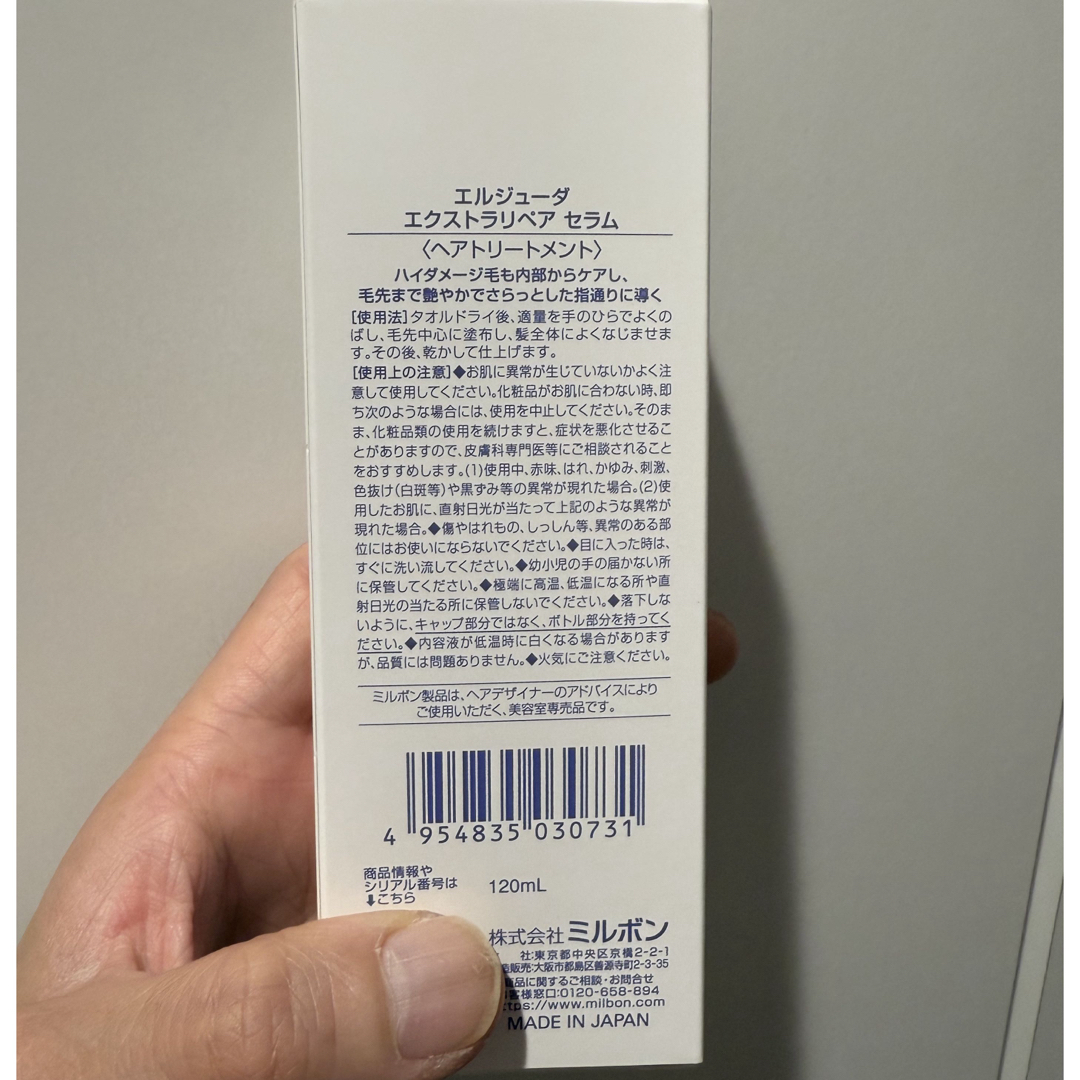 エルジューダ
エクストラリペア セラム
〈ヘアトリートメント〉
ハイダメージ毛も内部からケアし、
毛先まで艶やかでさらっとした指通りに導く
[使用法]タオルドライ後、適量を手のひらでよくの
ばし、毛先中心に塗布し、髪全体によくなじませま
す。その後、乾かして仕上げます。
[使用上の注意]◆お肌に異常が生じていないかよく注
意して使用してください。化粧品がお肌に合わない時、即
ち次のような場合には、使用を中止してください。そのま
ま、化粧品類の使用を続けますと、症状を悪化させるこ
とがありますので、皮膚科専門医等にご相談されること
をおすすめします。(1)使用中、赤味、はれ、かゆみ、刺激、
色抜け(白斑等)や黒ずみ等の異常が現れた場合。(2)使
用したお肌に、直射日光が当たって上記のような異常が
現れた場合。◆傷やはれもの、しっしん等、異常のある部
位にはお使いにならないでください。◆目に入った時は、
すぐに洗い流してください。◆幼小児の手の届かない所
に保管してください。◆極端に高温、低温になる所や直
射日光の当たる所に保管しないでください。◆落下しな
いように、キャップ部分ではなく、ボトル部分を持ってく
ださい。◆内容液が低温時に白くなる場合があります
が、品質には問題ありません。◆火気にご注意ください。
ミルボン製品は、ヘアデザイナーのアドバイスにより
ご使用いただく、美容室専売品です。
4 954835 030731
商品情報や
シリアル番号は
⬇こちら
120mL
株式会社 ミルボン
社:東京都中央区京橋2-2-1
販売:大阪市都島区善源寺町2-3-35
品に関するご相談・お問合せ
客様窓口:0120-658-894
tps://www.milbon.com
MADE IN JAPAN